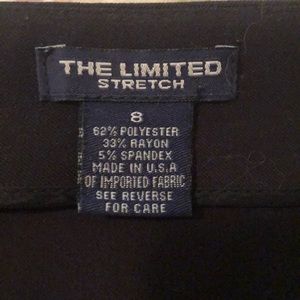 THE LIMITED
STRETCH
8
62% POLYESTER
33% RAYON
5% SPANDEX
MADE IN U.S.A
OF IMPORTED FABRIC
SEE REVERSE
FOR CARE